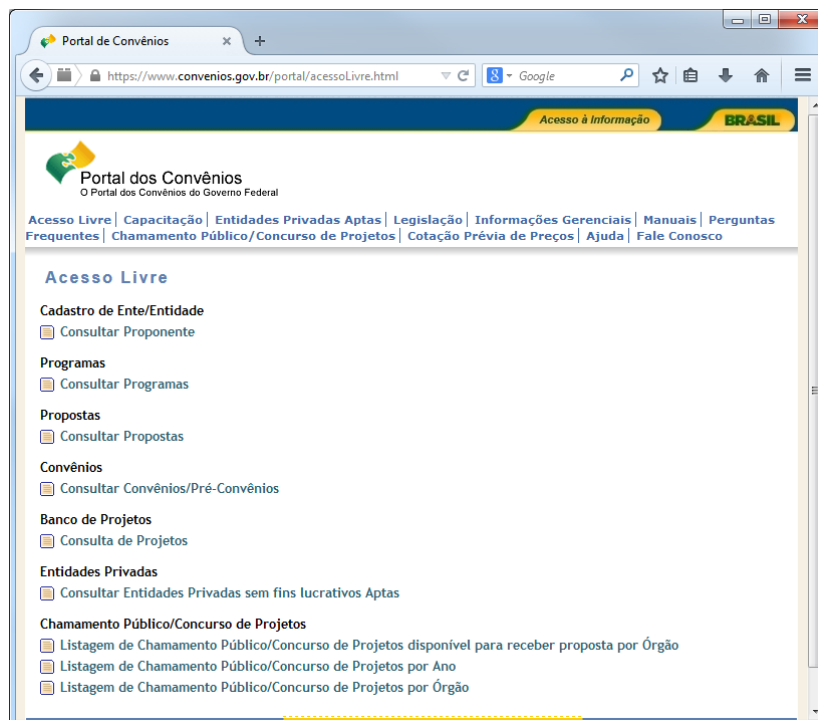 Portal de Convênios
https://www.convenios.gov.br/portal/acessoLivre.html
Google
Acesso à Informação
BRASIL
Portal dos Convênios
O Portal dos Convênios do Governo Federal
Acesso Livre| Capacitação| Entidades Privadas Aptas| Legislação| Informações Gerenciais| Manuais| Perguntas
Frequentes| Chamamento Público/Concurso de Projetos| Cotação Prévia de Preços| Ajuda| Fale Conosco
Acesso Livre
Cadastro de Ente/Entidade
Consultar Proponente
Programas
Consultar Programas
Propostas
Consultar Propostas
Convênios
Consultar Convênios/Pré-Convênios
Banco de Projetos
Consulta de Projetos
Entidades Privadas
Consultar Entidades Privadas sem fins lucrativos Aptas
Chamamento Público/Concurso de Projetos
Listagem de Chamamento Público/Concurso de Projetos disponível para receber proposta por Órgão
Listagem de Chamamento Público/Concurso de Projetos por Ano
Listagem de Chamamento Público/Concurso de Projetos por Órgão